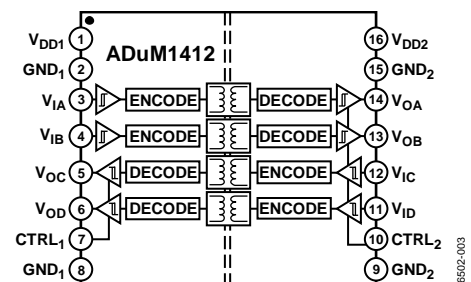 ADuM1412
VDD1 1 16 VDD2
GND1 2 15 GND2
VIA 3 ENCODE DECODE 14 VOA
VIB 4 ENCODE DECODE 13 VOB
VOC 5 DECODE ENCODE 12 VIC
VOD 6 DECODE ENCODE 11 VID
CTRL1 7 10 CTRL2
GND1 8 9 GND2
6502-003